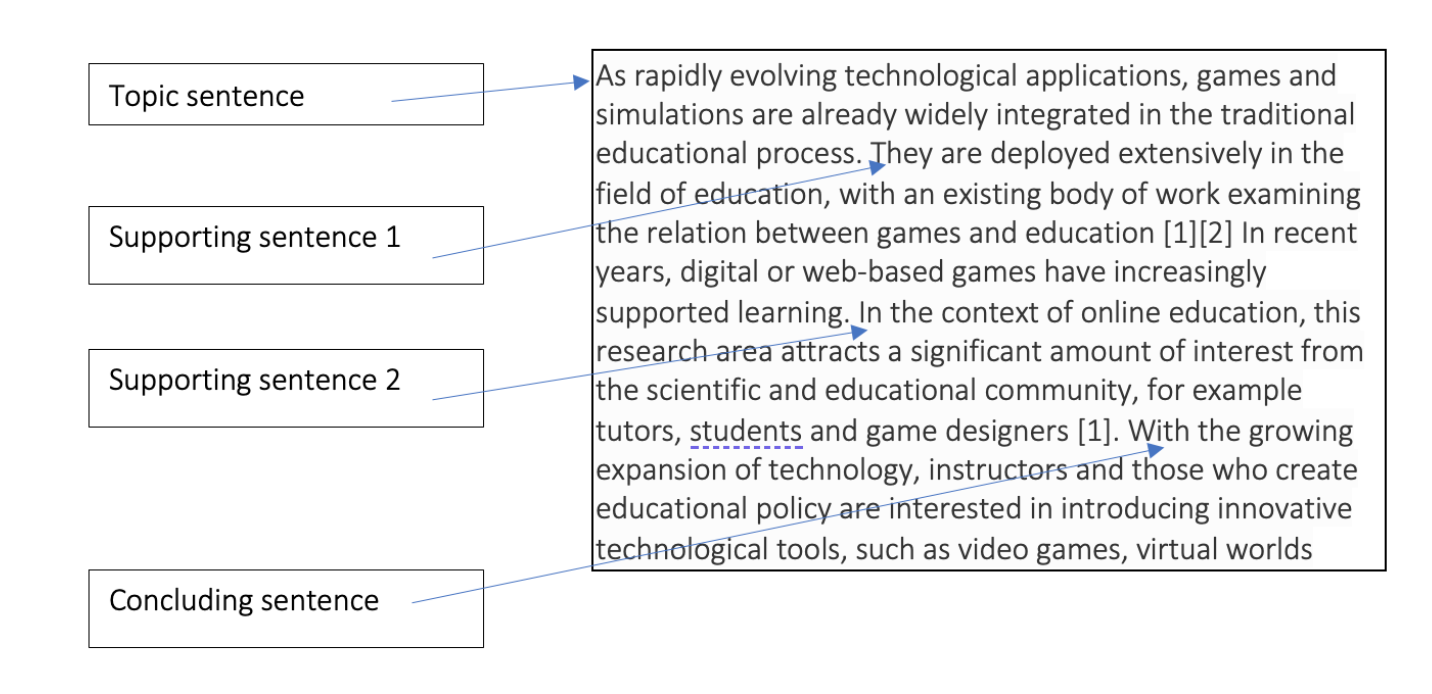 Topic sentence
Supporting sentence 1
Supporting sentence 2
Concluding sentence
As rapidly evolving technological applications, games and
simulations are already widely integrated in the traditional
educational process. They are deployed extensively in the
field of education, with an existing body of work examining
the relation between games and education [1][2] In recent
years, digital or web-based games have increasingly
supported learning. In the context of online education, this
research area attracts a significant amount of interest from
the scientific and educational community, for example
tutors, students and game designers [1]. With the growing
expansion of technology, instructors and those who create
educational policy are interested in introducing innovative
technological tools, such as video games, virtual worlds